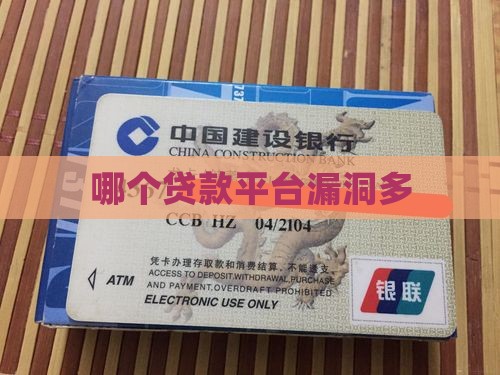 中国建设银行
CHINA CONSTRUCTION BANK
哪个贷款平台漏洞多
CCB HZ 04/2104
凭卡办理存取款和消费结算,不能透支
ATM
ACCESS TO DEPOSIT,WITHDRAWAL,PURCHASE
AND PAYMENT,OVERDRAFT PROHIBITED.
ELECTRONIC USE ONLY
银联